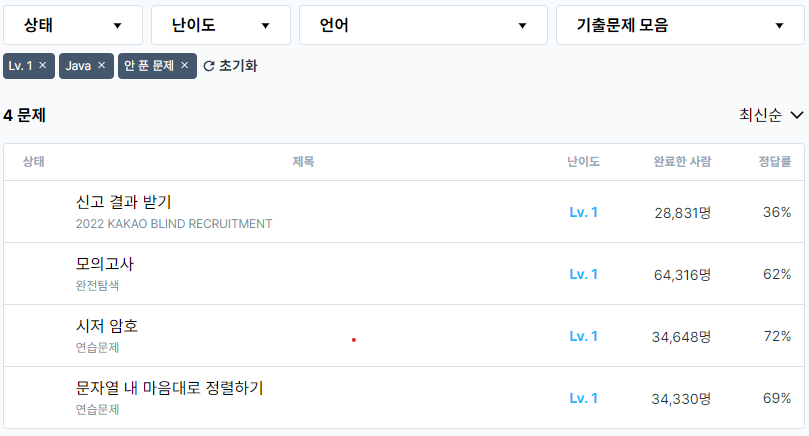 상태 난이도 언어 기출문제 모음
Lv. 1 × Java × 안 푼 문제 × 초기화
4 문제 최신순
상태 제목 난이도 완료한 사람 정답률
신고 결과 받기
2022 KAKAO BLIND RECRUITMENT
Lv. 1 28,831명 36%
모의고사
완전탐색
Lv. 1 64,316명 62%
시저 암호
연습문제
Lv. 1 34,648명 72%
문자열 내 마음대로 정렬하기
연습문제
Lv. 1 34,330명 69%